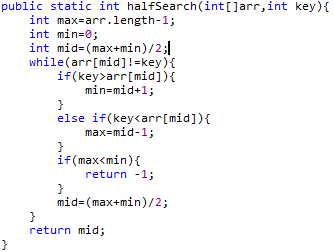 public static int halfSearch(int[]arr,int key){
    int max=arr.length-1;
    int min=0;
    int mid=(max+min)/2;
    while(arr[mid]!=key){
        if(key>arr[mid]){
            min=mid+1;
        }
        else if(key<arr[mid]){
            max=mid-1;
        }
        if(max<min){
            return -1;
        }
        mid=(max+min)/2;
    }
    return mid;
}